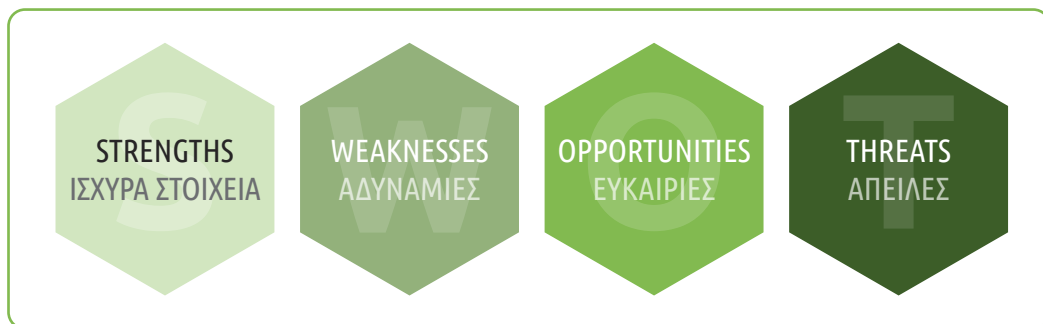 S
STRENGTHS
ΙΣΧΥΡΑ ΣΤΟΙΧΕΙΑ
W
WEAKNESSES
ΑΔΥΝΑΜΙΕΣ
O
OPPORTUNITIES
ΕΥΚΑΙΡΙΕΣ
T
THREATS
ΑΠΕΙΛΕΣ